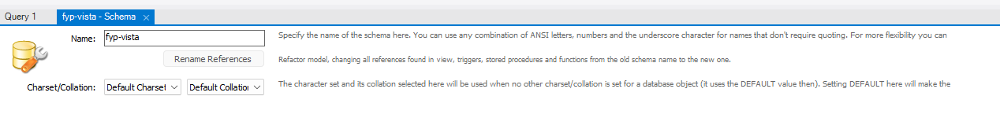 Query 1
fyp-vista - Schema
Name:
fyp-vista
Specify the name of the schema here. You can use any combination of ANSI letters, numbers and the underscore character for names that don't require quoting. For more flexibility you can
Rename References
Refactor model, changing all references found in view, triggers, stored procedures and functions from the old schema name to the new one.
Charset/Collation:
Default Charset
Default Collation
The character set and its collation selected here will be used when no other charset/collation is set for a database object (it uses the DEFAULT value then). Setting DEFAULT here will make the